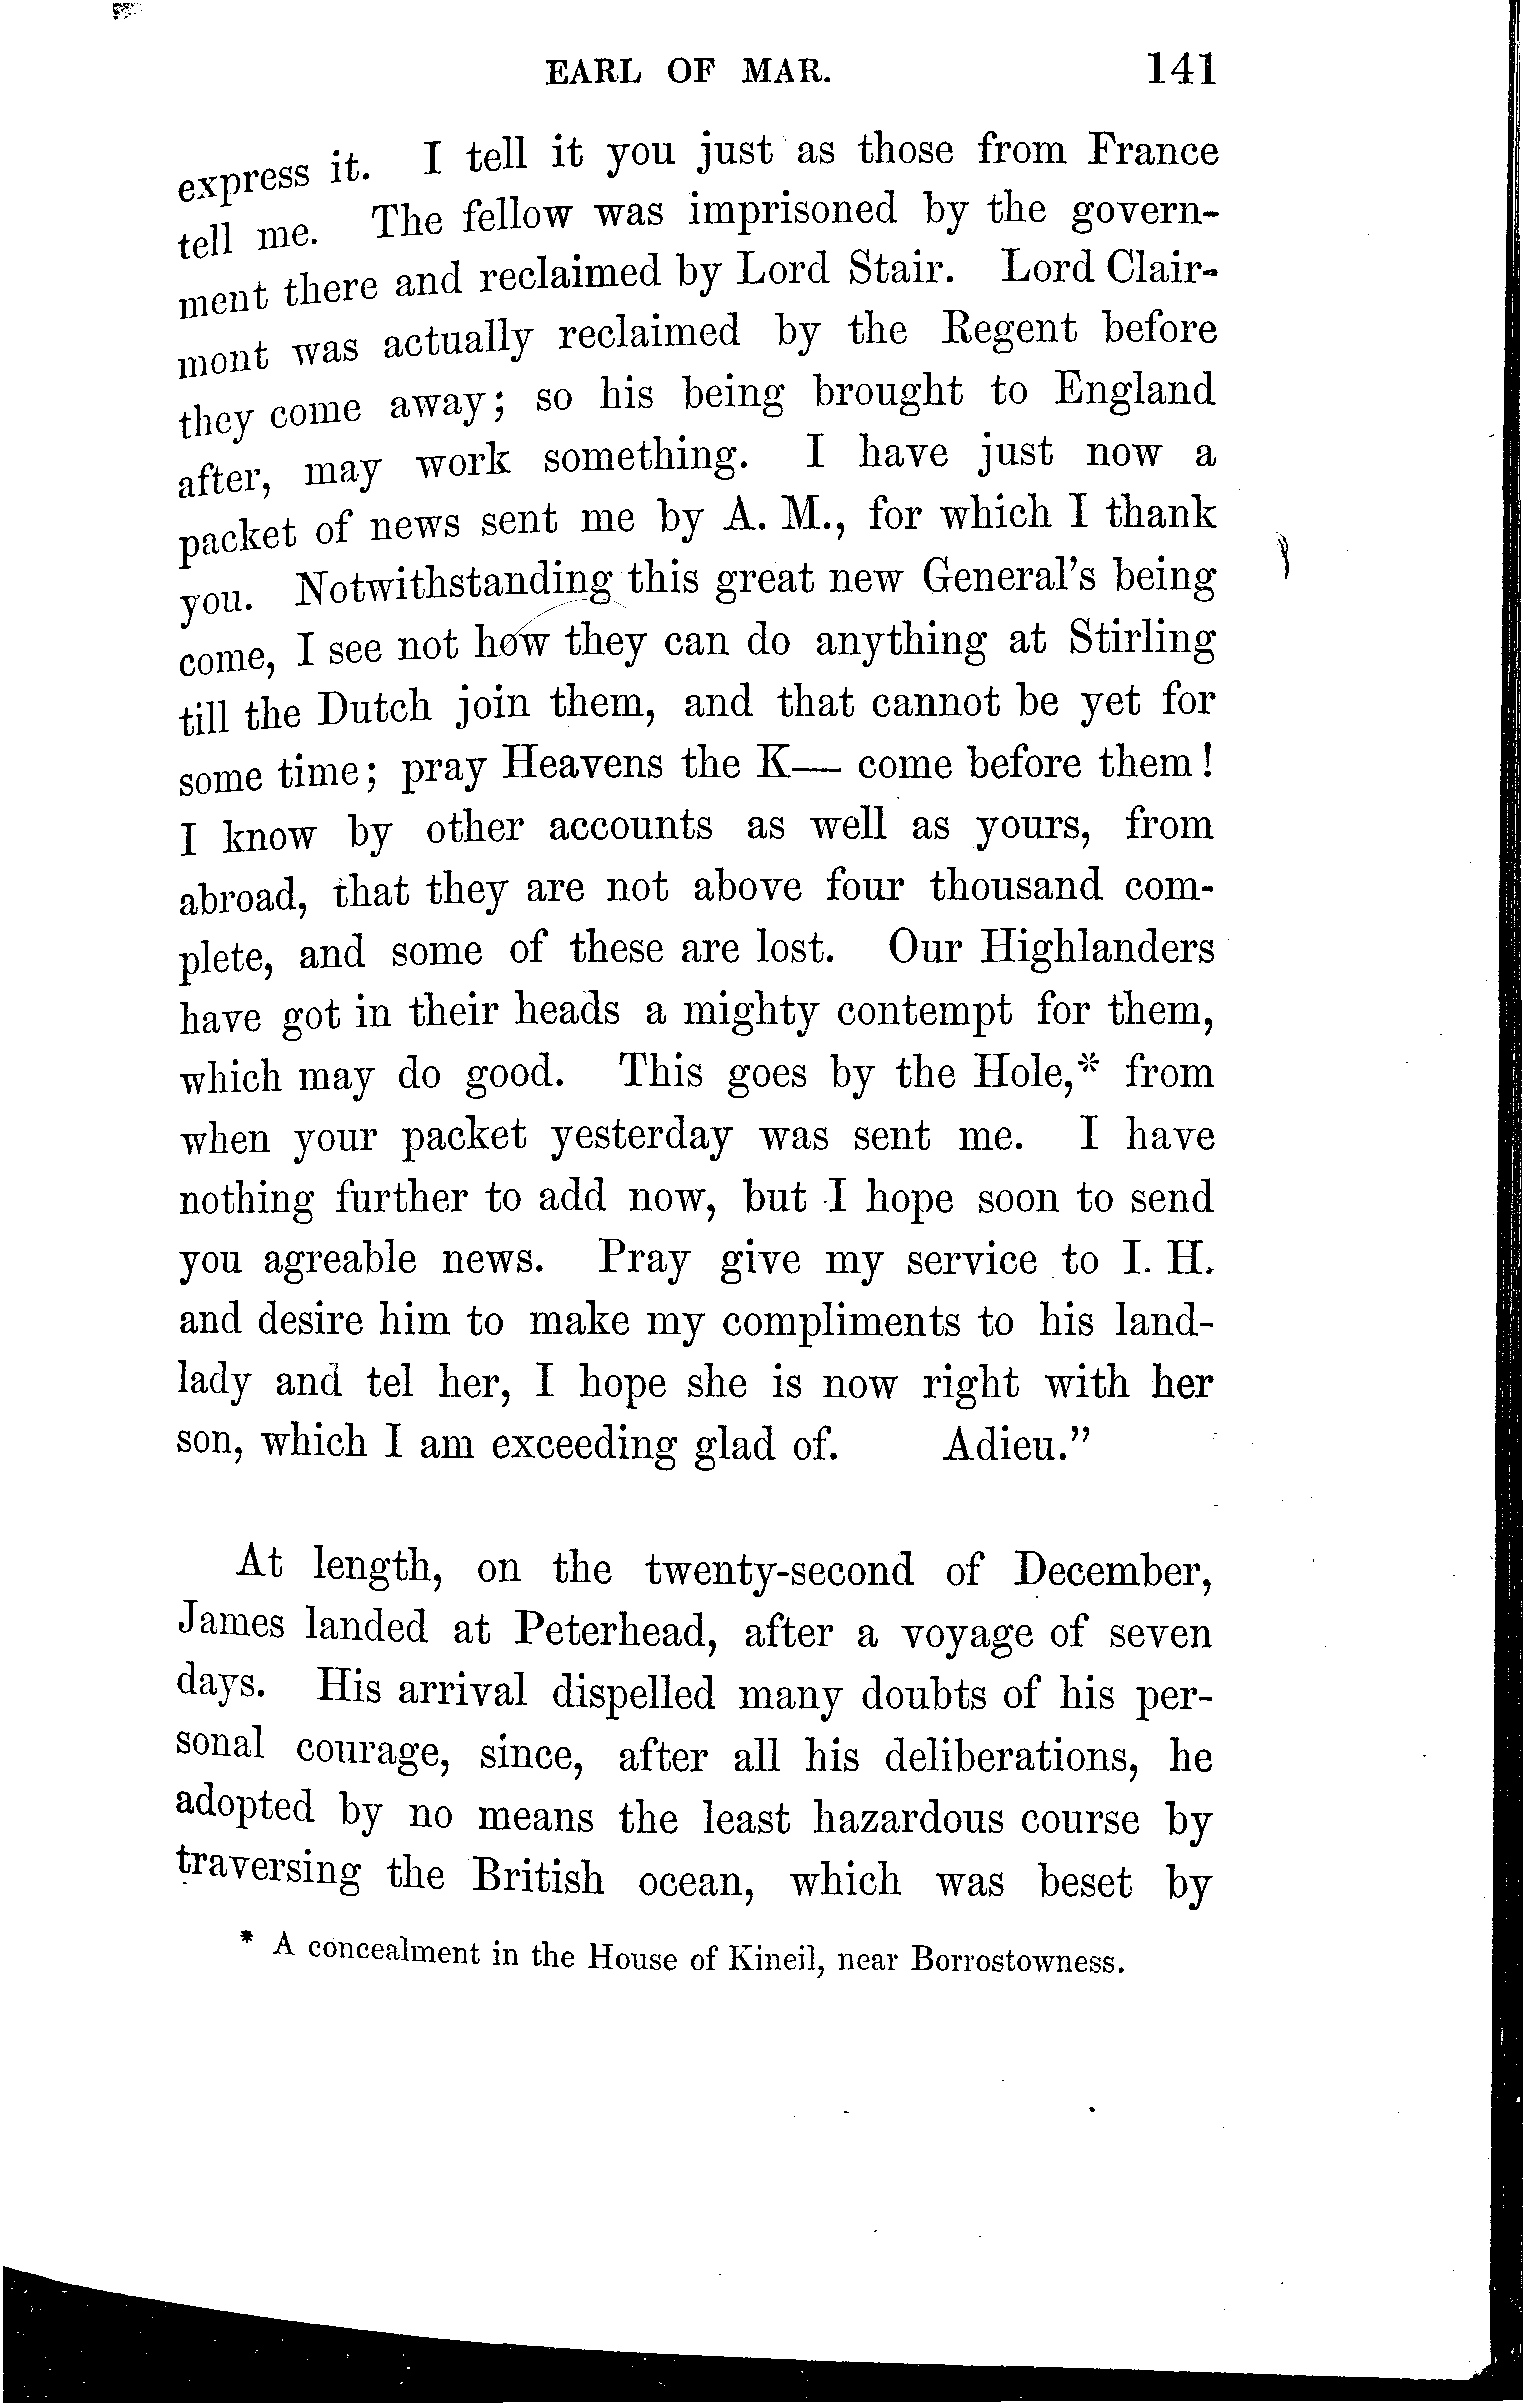 EARL OF MAR. 141
express it. I tell it you just as those from France
tell me. The fellow was imprisoned by the govern-
ment there and reclaimed by Lord Stair. Lord Clair-
mont was actually reclaimed by the Regent before
they come away; so his being brought to England
after, may work something. I have just now a
packet of news sent me by A. M., for which I thank
you. Notwithstanding this great new General's being
come, I see not how they can do anything at Stirling
till the Dutch join them, and that cannot be yet for
some time; pray Heavens the K— come before them!
I know by other accounts as well as yours, from
abroad, that they are not above four thousand com-
plete, and some of these are lost. Our Highlanders
have got in their heads a mighty contempt for them,
which may do good. This goes by the Hole,* from
when your packet yesterday was sent me. I have
nothing further to add now, but I hope soon to send
you agreable news. Pray give my service to I. H.
and desire him to make my compliments to his land-
lady and tel her, I hope she is now right with her
son, which I am exceeding glad of. Adieu."
At length, on the twenty-second of December,
James landed at Peterhead, after a voyage of seven
days. His arrival dispelled many doubts of his per-
sonal courage, since, after all his deliberations, he
adopted by no means the least hazardous course by
traversing the British ocean, which was beset by
* A concealment in the House of Kineil, near Borrostowness.